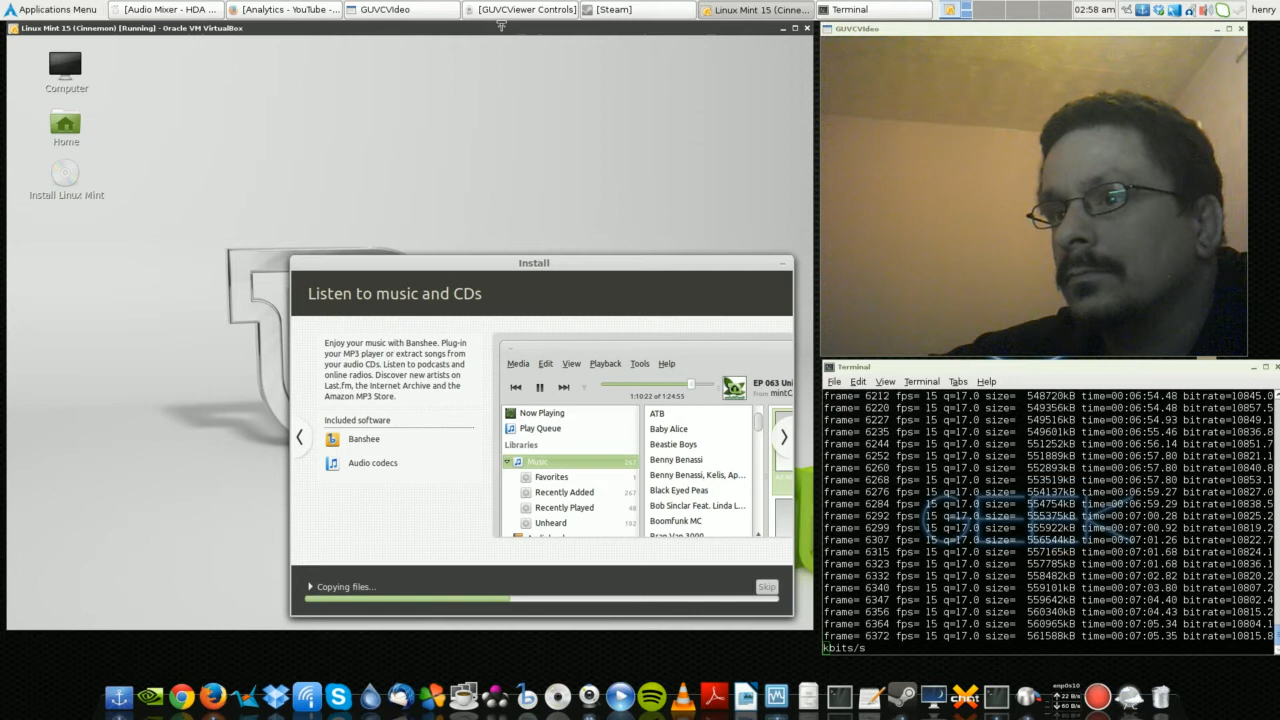 Applications Menu [Audio Mixer - HDA ... [Analytics - YouTube -... GUVCVIdeo [GUVCViewer Controls] [Steam] Linux Mint 15 (Cinne... Terminal 02:58 am henry
Linux Mint 15 (Cinnemon) [Running] - Oracle VM VirtualBox
Computer
Home
Install Linux Mint
Install
Listen to music and CDs
Enjoy your music with Banshee. Plug-in
your MP3 player or extract songs from
your audio CDs. Listen to podcasts and
online radios. Discover new artists on
Last.fm, the Internet Archive and the
Amazon MP3 Store.
Included software
Banshee
Audio codecs
Media Edit View Playback Tools Help
1:10:22 of 1:24:55
EP 063 Uni
from mintC
Now Playing
Play Queue
Libraries
Music 267
Favorites 1
Recently Added 267
Recently Played 48
Unheard 192
ATB
Baby Alice
Beastie Boys
Benny Benassi
Benny Benassi, Kelis, Ap...
Black Eyed Peas
Bob Sinclar Feat. Linda L...
Boomfunk MC
Bran Van 3000
Copying files...
Skip
GUVCVIdeo
Terminal
File Edit View Terminal Tabs Help
frame= 6212 fps= 15 q=17.0 size= 548720kB time=00:06:54.48 bitrate=10845.0
frame= 6220 fps= 15 q=17.0 size= 549356kB time=00:06:54.48 bitrate=10857.6
frame= 6227 fps= 15 q=17.0 size= 549516kB time=00:06:54.93 bitrate=10849.1
frame= 6235 fps= 15 q=17.0 size= 549601kB time=00:06:55.46 bitrate=10836.8
frame= 6244 fps= 15 q=17.0 size= 551252kB time=00:06:56.14 bitrate=10851.7
frame= 6252 fps= 15 q=17.0 size= 551889kB time=00:06:57.80 bitrate=10821.1
frame= 6260 fps= 15 q=17.0 size= 552893kB time=00:06:57.80 bitrate=10840.8
frame= 6268 fps= 15 q=17.0 size= 553519kB time=00:06:57.80 bitrate=10853.1
frame= 6276 fps= 15 q=17.0 size= 554137kB time=00:06:59.27 bitrate=10827.0
frame= 6284 fps= 15 q=17.0 size= 554754kB time=00:06:59.29 bitrate=10838.5
frame= 6292 fps= 15 q=17.0 size= 555375kB time=00:07:00.28 bitrate=10825.2
frame= 6299 fps= 15 q=17.0 size= 555922kB time=00:07:00.92 bitrate=10819.2
frame= 6307 fps= 15 q=17.0 size= 556544kB time=00:07:01.26 bitrate=10822.7
frame= 6315 fps= 15 q=17.0 size= 557165kB time=00:07:01.68 bitrate=10824.1
frame= 6323 fps= 15 q=17.0 size= 557785kB time=00:07:01.68 bitrate=10836.1
frame= 6332 fps= 15 q=17.0 size= 558482kB time=00:07:02.82 bitrate=10820.2
frame= 6340 fps= 15 q=17.0 size= 559101kB time=00:07:03.80 bitrate=10807.2
frame= 6347 fps= 15 q=17.0 size= 559642kB time=00:07:04.40 bitrate=10802.4
frame= 6356 fps= 15 q=17.0 size= 560340kB time=00:07:04.43 bitrate=10815.2
frame= 6364 fps= 15 q=17.0 size= 560965kB time=00:07:05.34 bitrate=10804.1
frame= 6372 fps= 15 q=17.0 size= 561588kB time=00:07:05.35 bitrate=10815.8
kbits/s
GEEK
chat
enp0s10
22 B/s
60 B/s